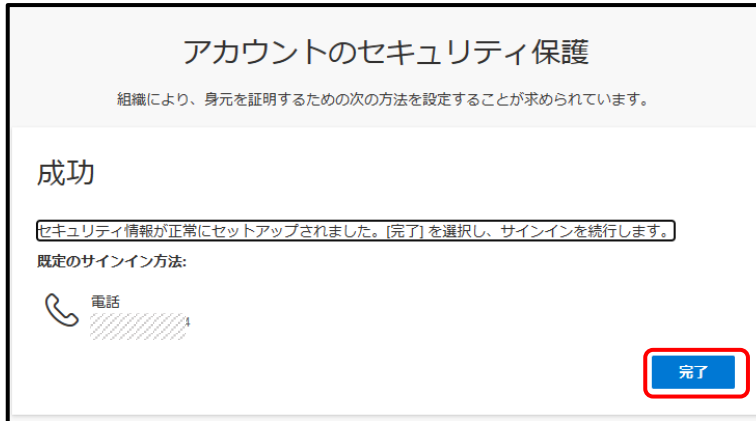 アカウントのセキュリティ保護
組織により、身元を証明するための次の方法を設定することが求められています。
成功
セキュリティ情報が正常にセットアップされました。[完了] を選択し、サインインを続行します。
既定のサインイン方法:
電話
完了